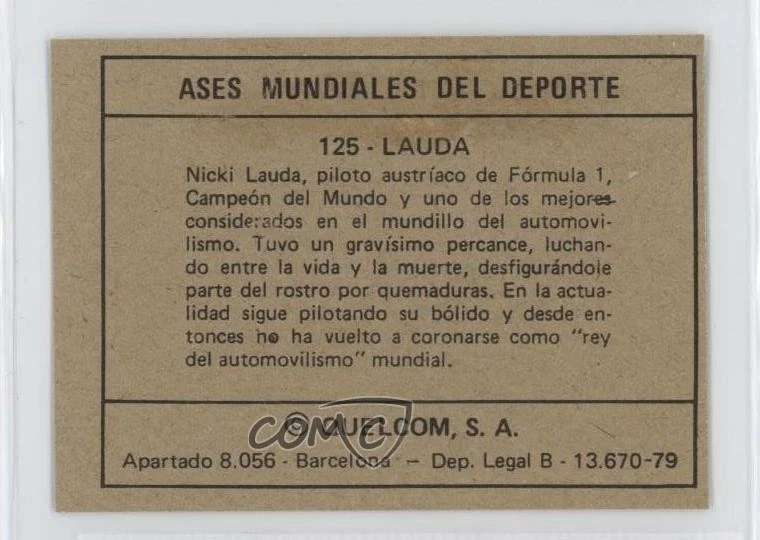 ASES MUNDIALES DEL DEPORTE
125 - LAUDA
Nicki Lauda, piloto austríaco de Fórmula 1,
Campeón del Mundo y uno de los mejores
considerados en el mundillo del automovi-
lismo. Tuvo un gravísimo percance, luchan-
do entre la vida y la muerte, desfigurándole
parte del rostro por quemaduras. En la actua-
lidad sigue pilotando su bólido y desde en-
tonces no ha vuelto a coronarse como "rey
del automovilismo" mundial.
© QUELCOM, S. A.
COMC
Apartado 8.056 - Barcelona - Dep. Legal B - 13.670-79